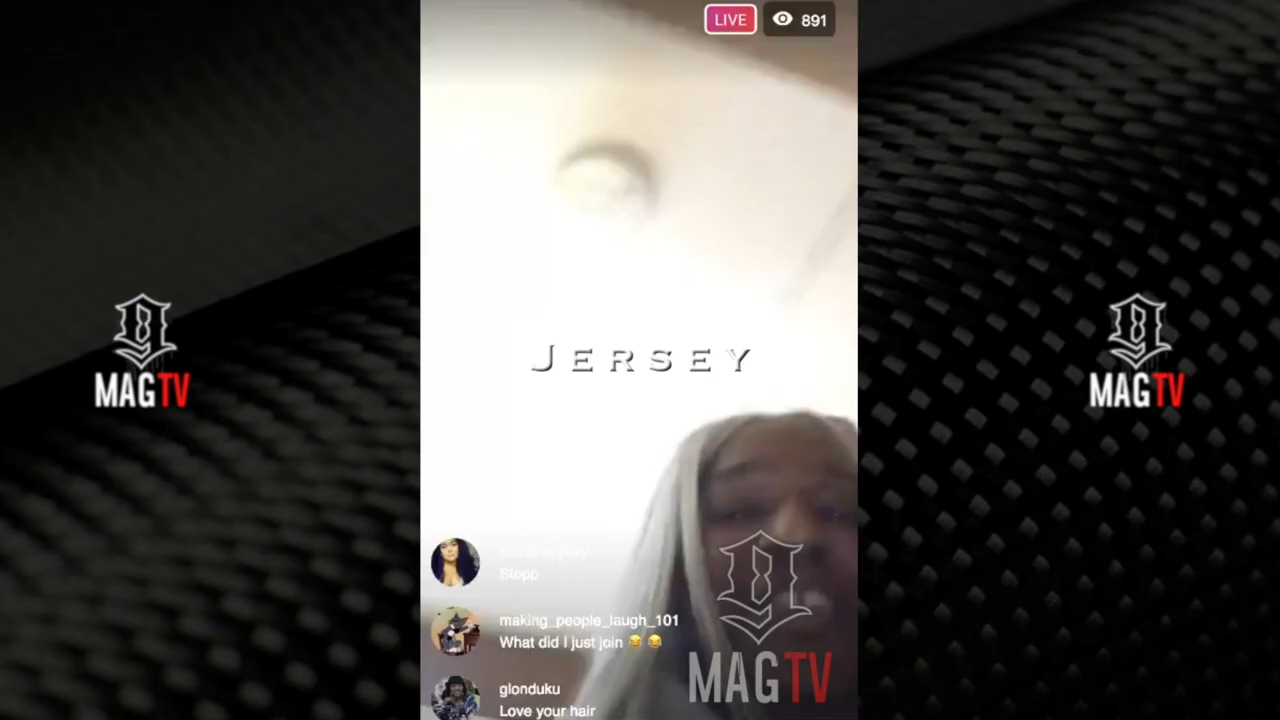 LIVE 891
JERSEY
Stopp
making_people_laugh_101
What did I just join 😂 😂
glonduku
Love your hair
MAGTV
MAGTV
MAGTV